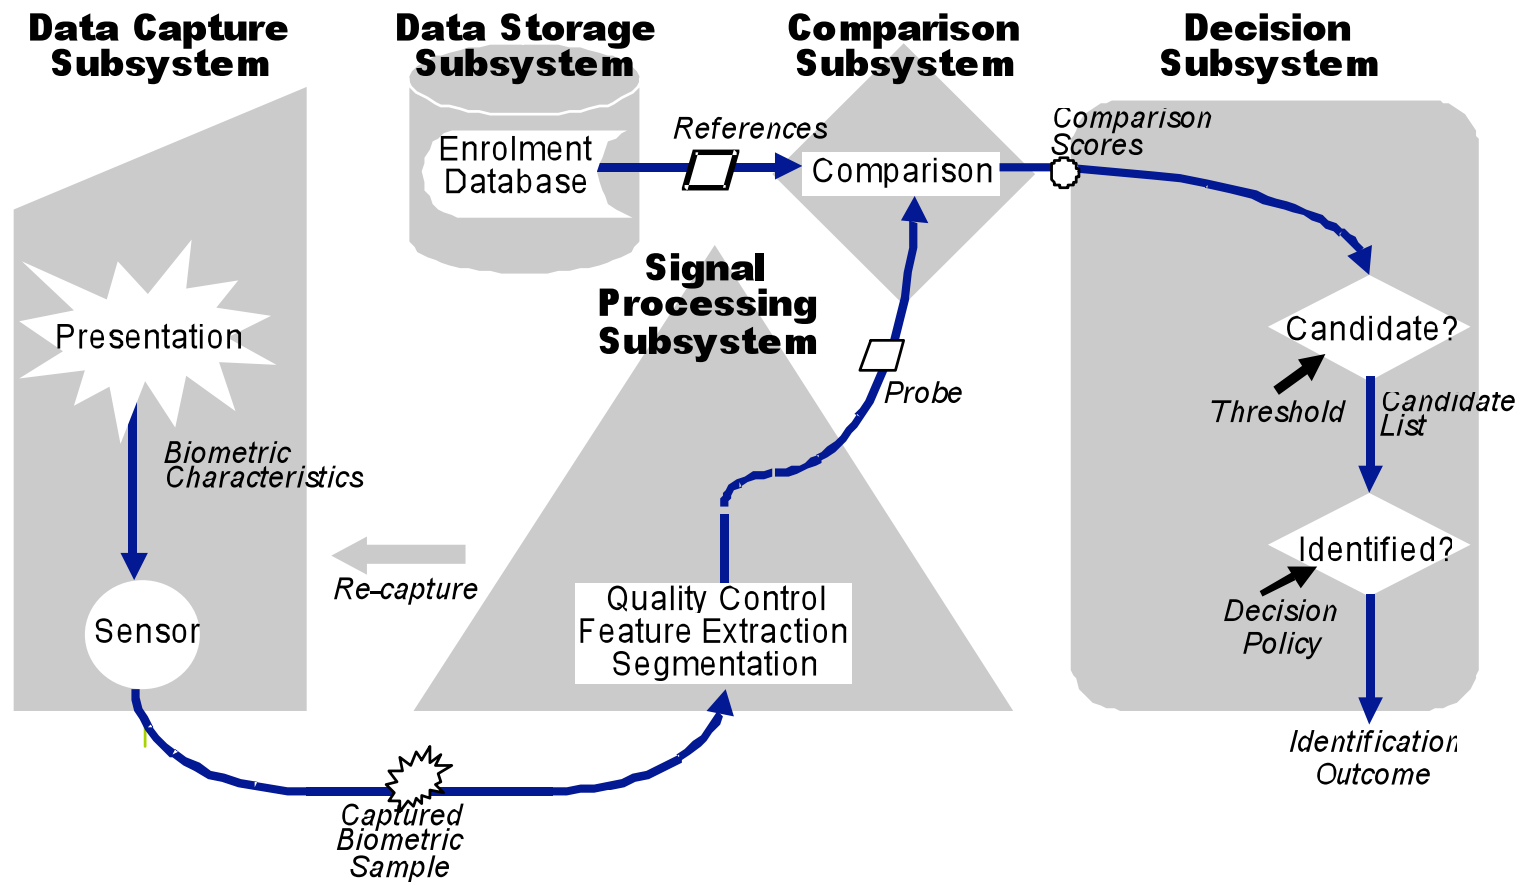 Data Capture
Subsystem
Data Storage
Subsystem
Comparison
Subsystem
Decision
Subsystem
Enrolment
Database
References
Comparison
Comparison
Scores
Signal
Processing
Subsystem
Presentation
Candidate?
Threshold
Candidate
List
Probe
Biometric
Characteristics
Identified?
Decision
Policy
Re-capture
Sensor
Quality Control
Feature Extraction
Segmentation
Identification
Outcome
Captured
Biometric
Sample